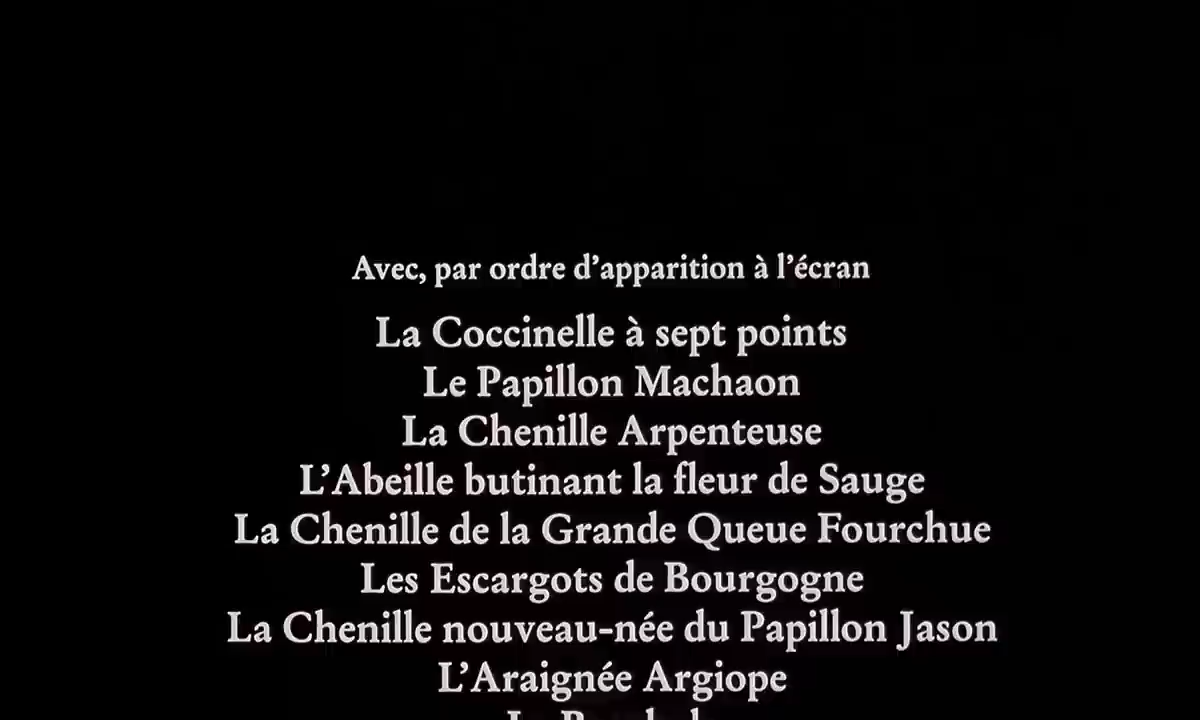 Avec, par ordre d’apparition à l’écran
La Coccinelle à sept points
Le Papillon Machaon
La Chenille Arpenteuse
L’Abeille butinant la fleur de Sauge
La Chenille de la Grande Queue Fourchue
Les Escargots de Bourgogne
La Chenille nouveau-née du Papillon Jason
L’Araignée Argiope